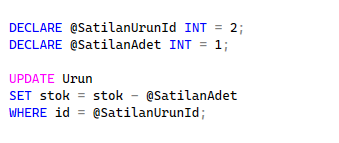 DECLARE @SatilanUrunId INT = 2;
DECLARE @SatilanAdet INT = 1;
UPDATE Urun
SET stok = stok - @SatilanAdet
WHERE id = @SatilanUrunId;